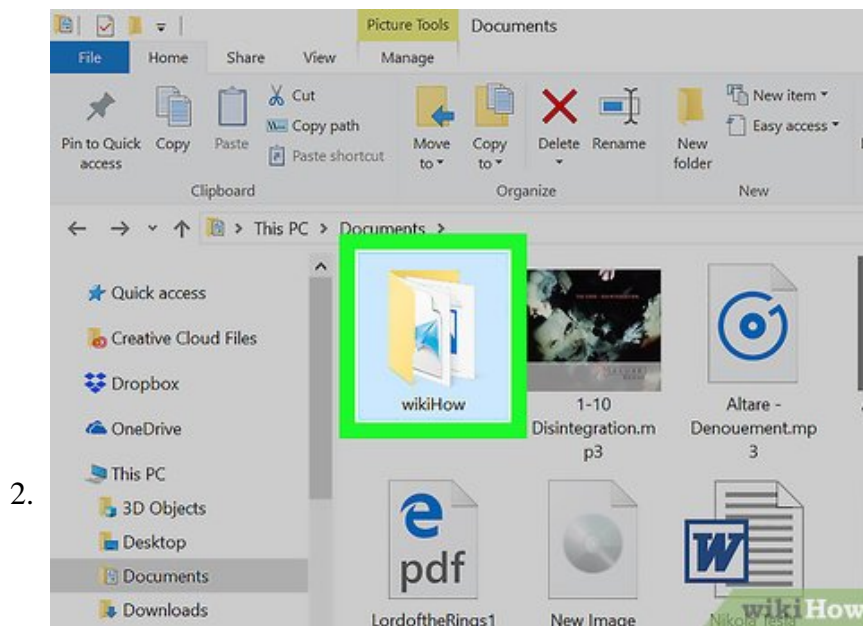 Picture Tools Documents
File Home Share View Manage
Pin to Quick access
Copy
Paste
Cut
Copy path
Paste shortcut
Move to
Copy to
Delete
Rename
New folder
New item
Easy access
Clipboard Organize New
This PC > Documents >
Quick access
Creative Cloud Files
Dropbox
OneDrive
This PC
3D Objects
Desktop
Documents
Downloads
wikiHow
1-10
Disintegration.m
p3
Altare -
Denouement.mp
3
pdf
LordoftheRings1
New Image
W
Nikola Tesla
wikiHow
2.